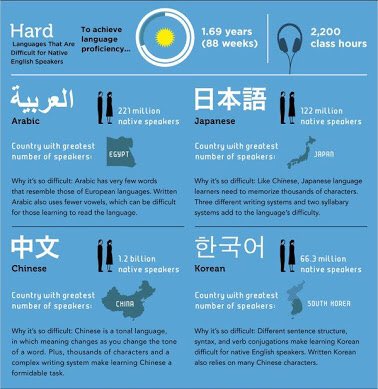 Hard
Languages That Are
Difficult for Native
English Speakers
To achieve
language
proficiency...
1.69 years
(88 weeks)
2,200
class hours
العربية
Arabic
221 million
native speakers
Country with greatest
number of speakers:
EGYPT
Why it's so difficult: Arabic has very few words
that resemble those of European languages. Written
Arabic also uses fewer vowels, which can be difficult
for those learning to read the language.
日本語
Japanese
122 million
native speakers
Country with greatest
number of speakers:
JAPAN
Why it's so difficult: Like Chinese, Japanese language
learners need to memorize thousands of characters.
Three different writing systems and two syllabary
systems add to the language's difficulty.
中文
Chinese
1.2 billion
native speakers
Country with greatest
number of speakers:
CHINA
Why it's so difficult: Chinese is a tonal language,
in which meaning changes as you change the tone
of a word. Plus, thousands of characters and a
complex writing system make learning Chinese a
formidable task.
한국어
Korean
66.3 million
native speakers
Country with greatest
number of speakers:
SOUTH KOREA
Why it's so difficult: Different sentence structure,
syntax, and verb conjugations make learning Korean
difficult for native English speakers. Written Korean
also relies on many Chinese characters.